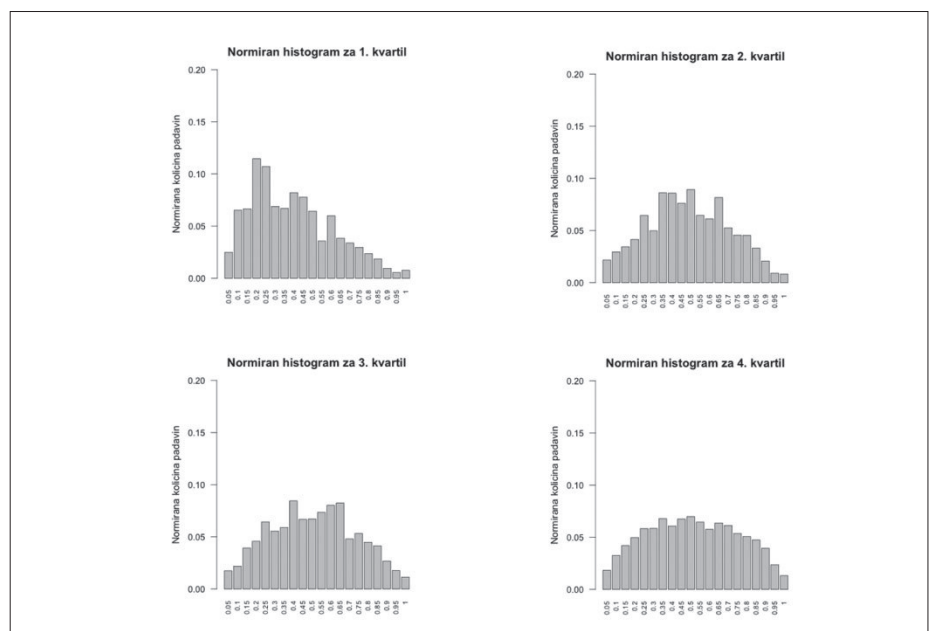 Normiran histogram za 1. kvartil
Normirana kolicina padavin
0.20
0.15
0.10
0.05
0.00
0.05 0.1 0.15 0.2 0.25 0.3 0.35 0.4 0.45 0.5 0.55 0.6 0.65 0.7 0.75 0.8 0.85 0.9 0.95 1
Normiran histogram za 2. kvartil
Normirana kolicina padavin
0.20
0.15
0.10
0.05
0.00
0.05 0.1 0.15 0.2 0.25 0.3 0.35 0.4 0.45 0.5 0.55 0.6 0.65 0.7 0.75 0.8 0.85 0.9 0.95 1
Normiran histogram za 3. kvartil
Normirana kolicina padavin
0.20
0.15
0.10
0.05
0.00
0.05 0.1 0.15 0.2 0.25 0.3 0.35 0.4 0.45 0.5 0.55 0.6 0.65 0.7 0.75 0.8 0.85 0.9 0.95 1
Normiran histogram za 4. kvartil
Normirana kolicina padavin
0.20
0.15
0.10
0.05
0.00
0.05 0.1 0.15 0.2 0.25 0.3 0.35 0.4 0.45 0.5 0.55 0.6 0.65 0.7 0.75 0.8 0.85 0.9 0.95 1